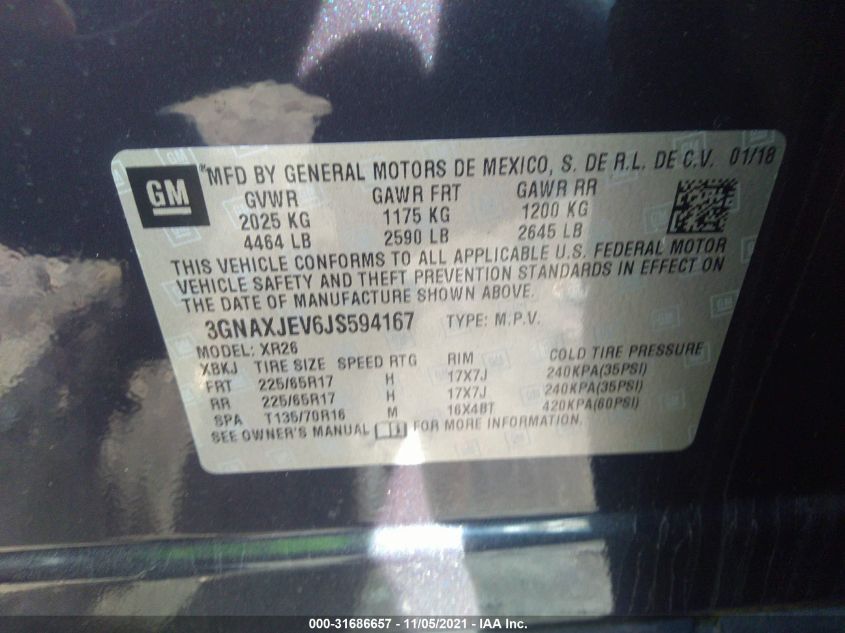 GM
"MFD BY GENERAL MOTORS DE MEXICO, S. DE R.L. DE C.V. 01/18
GVWR GAWR FRT GAWR RR
2025 KG 1175 KG 1200 KG
4464 LB 2590 LB 2645 LB
THIS VEHICLE CONFORMS TO ALL APPLICABLE U.S. FEDERAL MOTOR
VEHICLE SAFETY AND THEFT PREVENTION STANDARDS IN EFFECT ON
THE DATE OF MANUFACTURE SHOWN ABOVE.
3GNAXJEV6JS594167 TYPE: M.P.V.
MODEL: XR26
XBKJ TIRE SIZE SPEED RTG RIM COLD TIRE PRESSURE
FRT 225/65R17 H 17X7J 240KPA(35PSI)
RR 225/65R17 H 17X7J 240KPA(35PSI)
SPA T135/70R16 M 16X4BT 420KPA(60PSI)
SEE OWNER'S MANUAL FOR MORE INFORMATION.
000-31686657 - 11/05/2021 - IAA Inc.